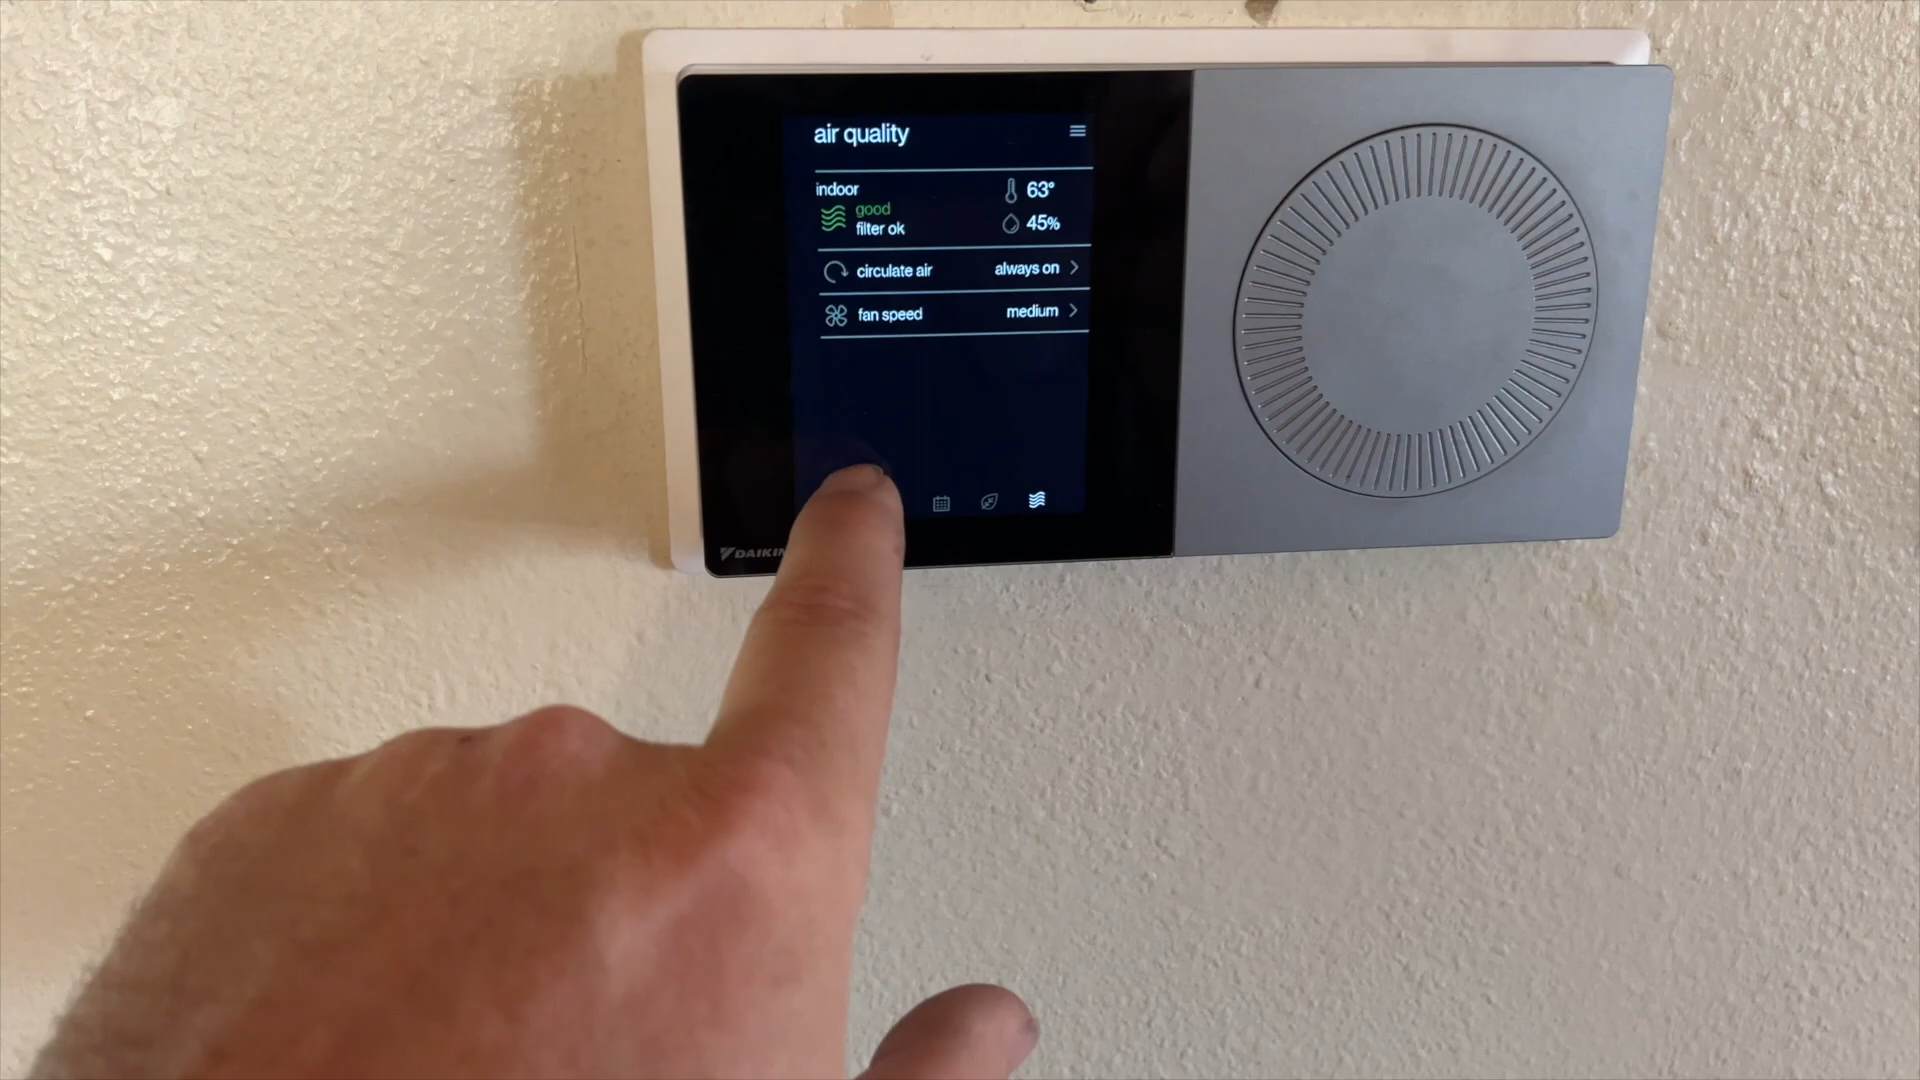 air quality
indoor
63°
good
45%
filter ok
circulate air always on
fan speed medium
DAIKIN